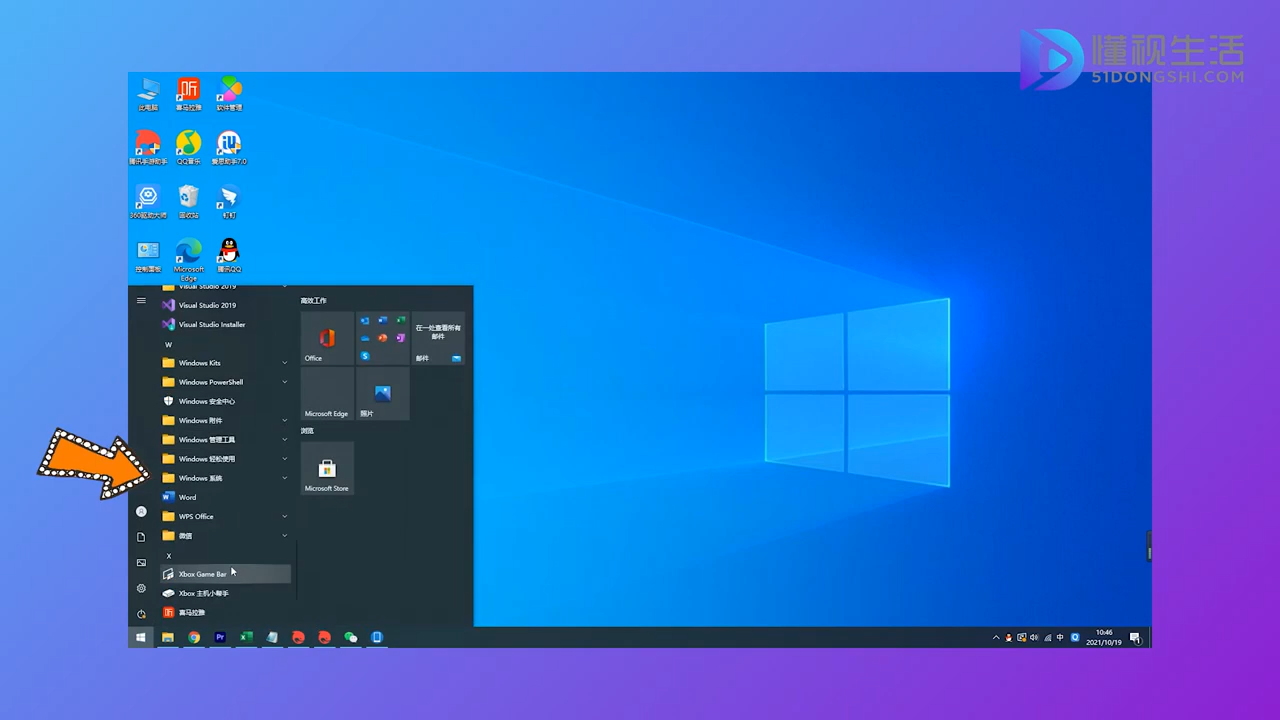 懂视生活
51DONGSHI.COM
此电脑
喜马拉雅
软件管理
腾讯手游助手
QQ音乐
爱思助手7.0
360驱动大师
回收站
钉钉
控制面板
Microsoft Edge
腾讯QQ
Visual Studio 2019
Visual Studio 2019
Visual Studio Installer
W
Windows Kits
Windows PowerShell
Windows 安全中心
Windows 附件
Windows 管理工具
Windows 轻松使用
Windows 系统
Word
WPS Office
微信
X
Xbox Game Bar
Xbox 主机小帮手
喜马拉雅
高效工作
Office
在一处查看所有
邮件
邮件
Microsoft Edge
照片
浏览
Microsoft Store
中
10:46
2021/10/19